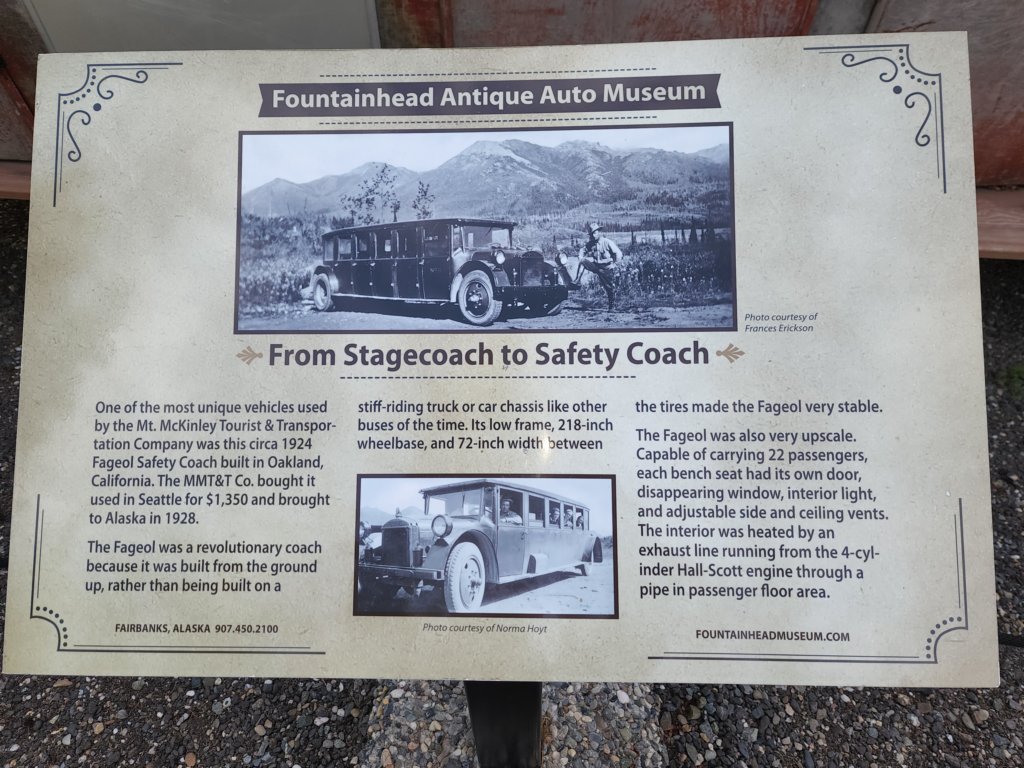 Fountainhead Antique Auto Museum
Photo courtesy of
Frances Erickson
From Stagecoach to Safety Coach
One of the most unique vehicles used
by the Mt. McKinley Tourist & Transpor-
tation Company was this circa 1924
Fageol Safety Coach built in Oakland,
California. The MMT&T Co. bought it
used in Seattle for $1,350 and brought
to Alaska in 1928.
The Fageol was a revolutionary coach
because it was built from the ground
up, rather than being built on a
stiff-riding truck or car chassis like other
buses of the time. Its low frame, 218-inch
wheelbase, and 72-inch width between
the tires made the Fageol very stable.
The Fageol was also very upscale.
Capable of carrying 22 passengers,
each bench seat had its own door,
disappearing window, interior light,
and adjustable side and ceiling vents.
The interior was heated by an
exhaust line running from the 4-cyl-
inder Hall-Scott engine through a
pipe in passenger floor area.
Photo courtesy of Norma Hoyt
FAIRBANKS, ALASKA 907.450.2100
FOUNTAINHEADMUSEUM.COM